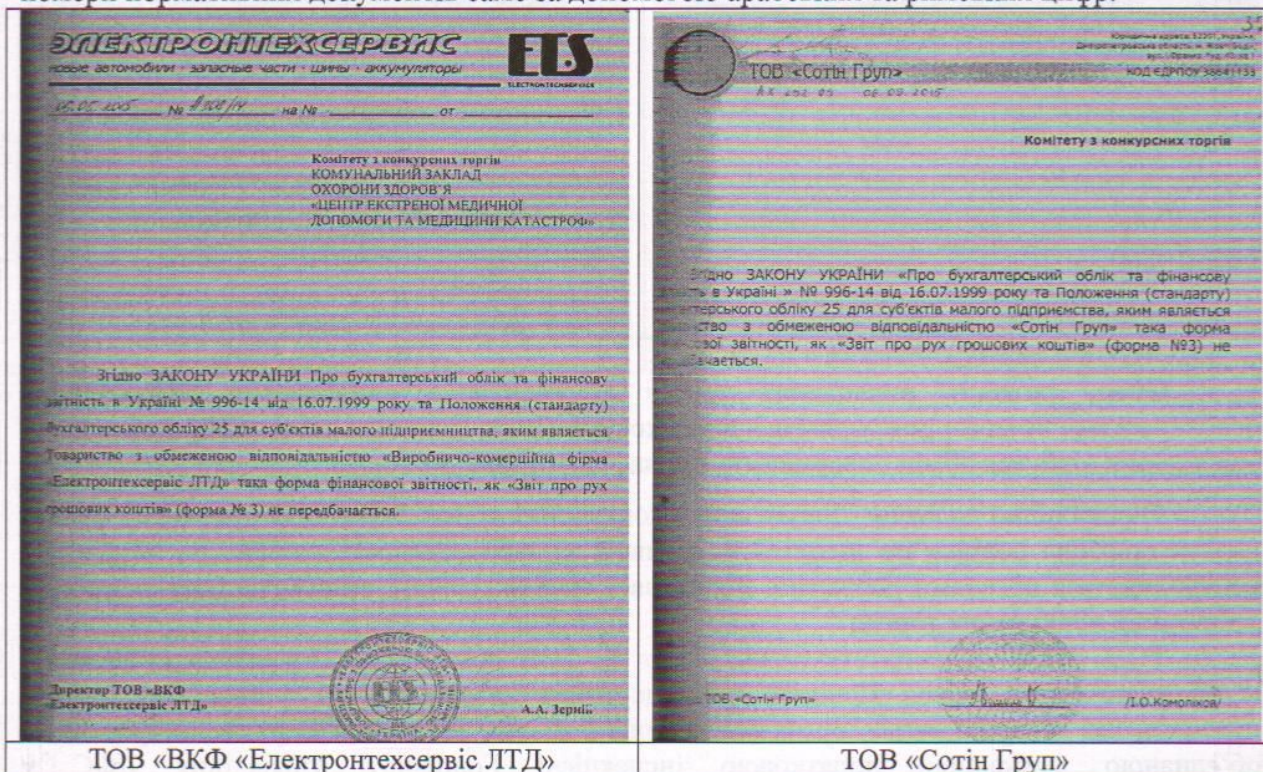 номери нормативних документів саме за допомогою арабських та римських цифр.
ЭЛЕКТРОНТЕХСЕРВИС
новые автомобили · запасные части · шины · аккумуляторы
ETS
ELECTRONTECHSERVICE
№ на № от
Комітету з конкурсних торгів
КОМУНАЛЬНИЙ ЗАКЛАД
ОХОРОНИ ЗДОРОВ'Я
«ЦЕНТР ЕКСТРЕНОЇ МЕДИЧНОЇ
ДОПОМОГИ ТА МЕДИЦИНИ КАТАСТРОФ»
Згідно ЗАКОНУ УКРАЇНИ Про бухгалтерський облік та фінансову
звітність в Україні № 996-14 від 16.07.1999 року та Положення (стандарту)
бухгалтерського обліку 25 для суб'єктів малого підприємництва, яким являється
Товариство з обмеженою відповідальністю «Виробничо-комерційна фірма
«Електронтехсервіс ЛТД» така форма фінансової звітності, як «Звіт про рух
грошових коштів» (форма № 3) не передбачається.
Директор ТОВ «ВКФ
Електронтехсервіс ЛТД»
ETS
А.А. Зерній
ТОВ «ВКФ «Електронтехсервіс ЛТД»
ТОВ «Сотін Груп»
05 2015
КОД ЄДРПОУ
Комітету з конкурсних торгів
Згідно ЗАКОНУ УКРАЇНИ «Про бухгалтерський облік та фінансову
в Україні » № 996-14 від 16.07.1999 року та Положення (стандарту)
обліку 25 для суб'єктів малого підприємства, яким являється
з обмеженою відповідальністю «Сотін Груп» така форма
звітності, як «Звіт про рух грошових коштів» (форма №3) не
ТОВ «Сотін Груп»
/І.О.Комоліков/
ТОВ «Сотін Груп»